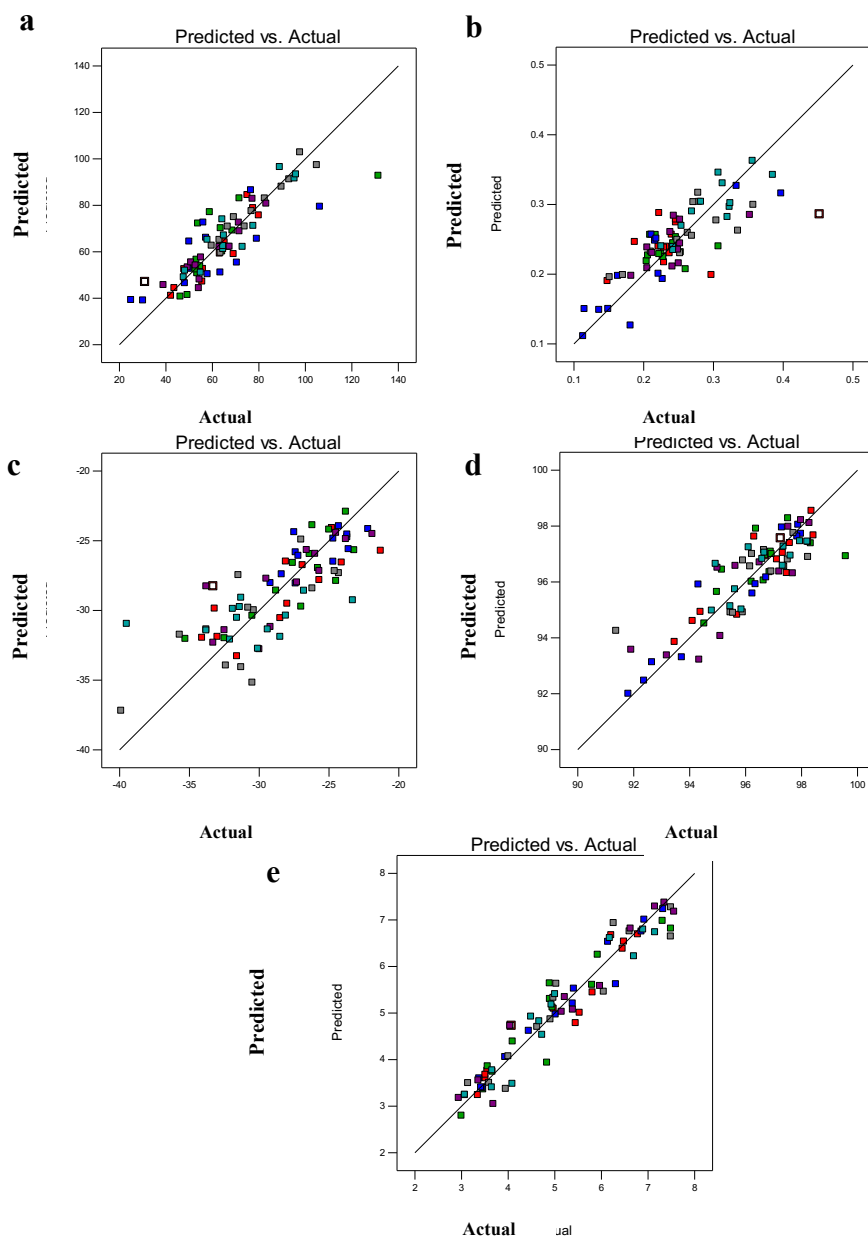 a
Predicted vs. Actual
140
120
100
80
60
40
20
Predicted
20 40 60 80 100 120 140
Actual
b
Predicted vs. Actual
0.5
0.4
0.3
0.2
0.1
Predicted
Predicted
0.1 0.2 0.3 0.4 0.5
Actual
c
Predicted vs. Actual
-20
-25
-30
-35
-40
Predicted
-40 -35 -30 -25 -20
Actual
d
Predicted vs. Actual
100
98
96
94
92
90
Predicted
Predicted
90 92 94 96 98 100
Actual
e
Predicted vs. Actual
8
7
6
5
4
3
2
Predicted
Predicted
2 3 4 5 6 7 8
Actual ual